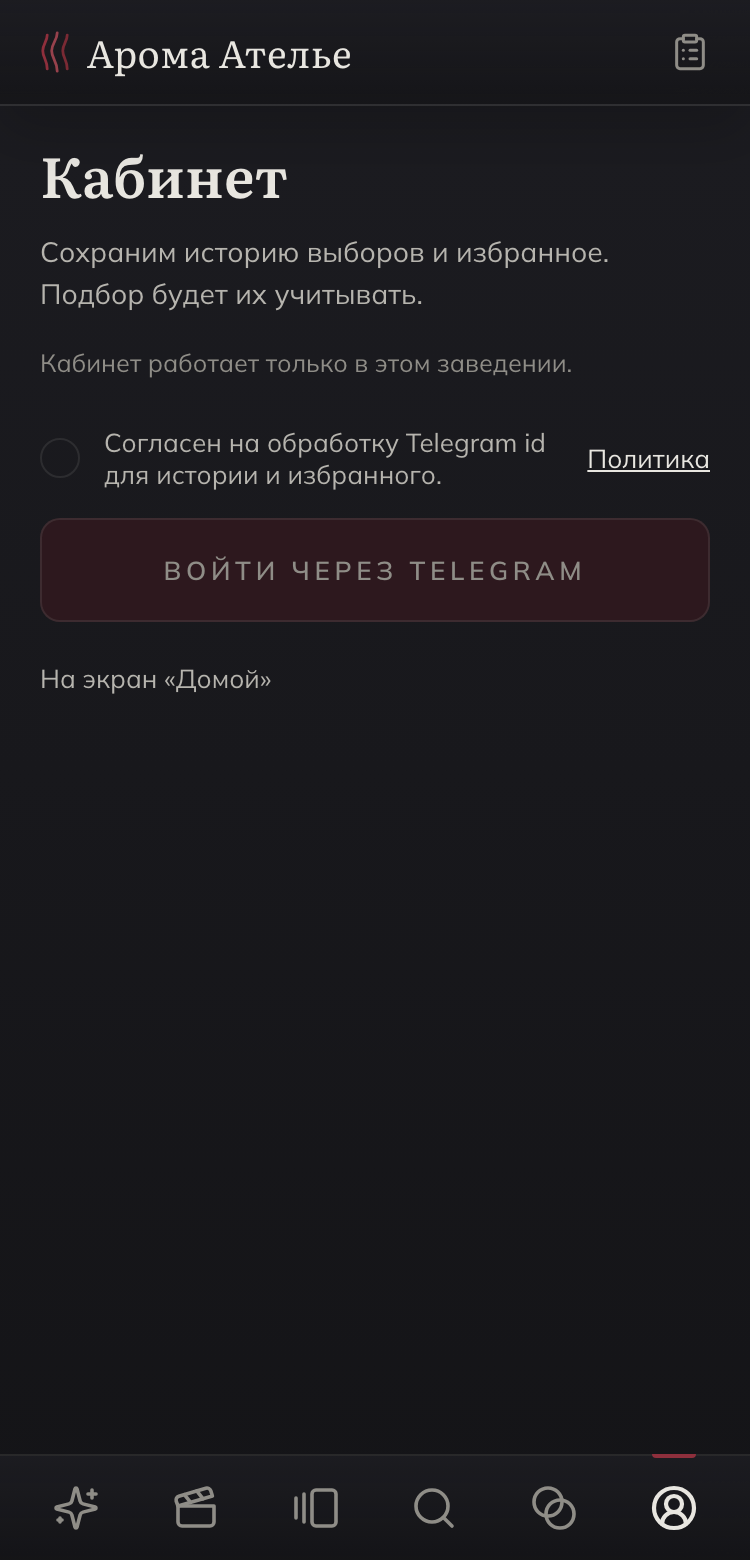 Арома Ателье
Кабинет
Сохраним историю выборов и избранное.
Подбор будет их учитывать.
Кабинет работает только в этом заведении.
Согласен на обработку Telegram id
для истории и избранного.
Политика
ВОЙТИ ЧЕРЕЗ TELEGRAM
На экран «Домой»